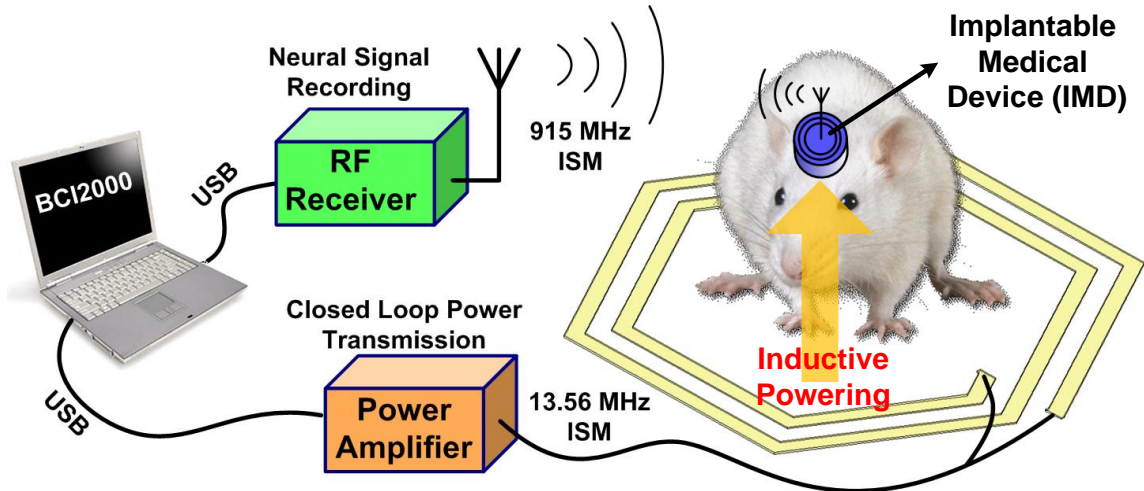 Implantable
Medical
Device (IMD)
Neural Signal
Recording
915 MHz
ISM
RF
Receiver
USB
BCI2000
Closed Loop Power
Transmission
Inductive
Powering
Power
Amplifier
13.56 MHz
ISM
USB